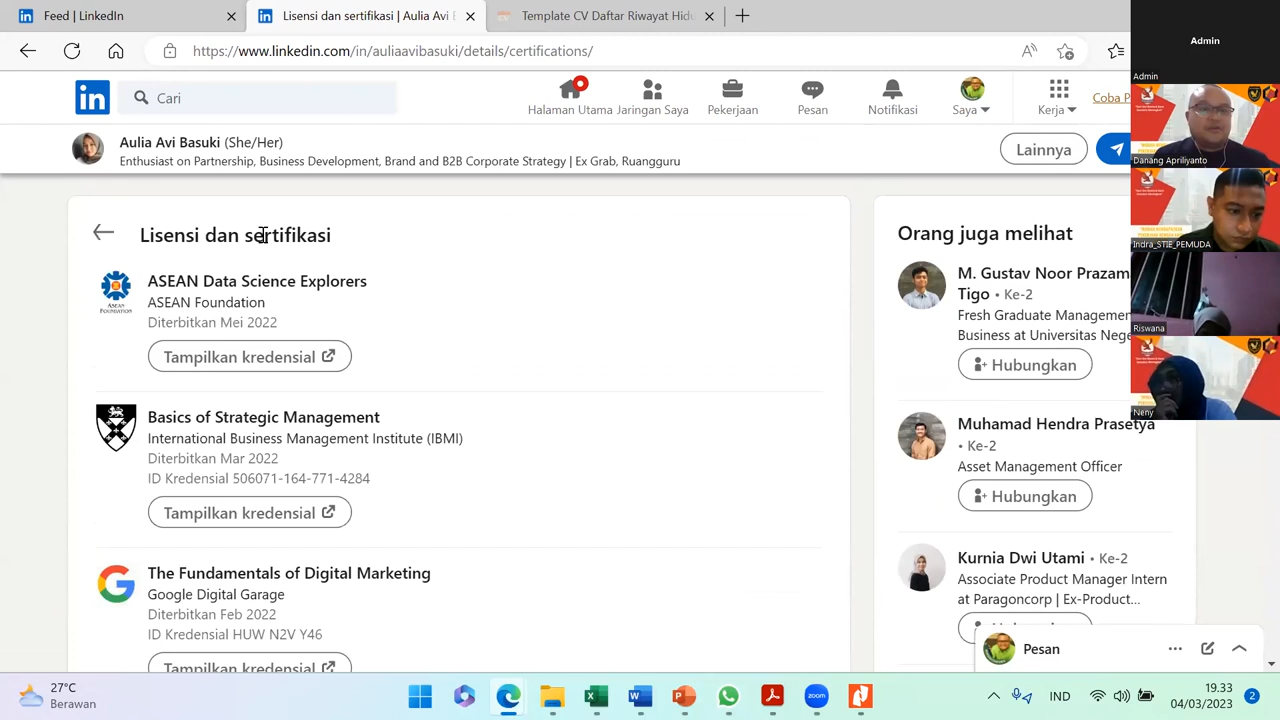 Feed | LinkedIn
Lisensi dan sertifikasi | Aulia Avi B
Template CV Daftar Riwayat Hid
https://www.linkedin.com/in/auliaavibasuki/details/certifications/
in
Cari
Halaman Utama
Jaringan Saya
Pekerjaan
Pesan
Notifikasi
Saya
Kerja
Coba P
Aulia Avi Basuki (She/Her)
Enthusiast on Partnership, Business Development, Brand and B2B Corporate Strategy | Ex Grab, Ruangguru
Lainnya
Lisensi dan sertifikasi
ASEAN Data Science Explorers
ASEAN Foundation
Diterbitkan Mei 2022
Tampilkan kredensial
Basics of Strategic Management
International Business Management Institute (IBMI)
Diterbitkan Mar 2022
ID Kredensial 506071-164-771-4284
Tampilkan kredensial
The Fundamentals of Digital Marketing
Google Digital Garage
Diterbitkan Feb 2022
ID Kredensial HUW N2V Y46
Tampilkan kredensial
Orang juga melihat
M. Gustav Noor Prazam
Tigo • Ke-2
Fresh Graduate Managemen
Business at Universitas Nege
Hubungkan
Muhamad Hendra Prasetya
• Ke-2
Asset Management Officer
Hubungkan
Kurnia Dwi Utami • Ke-2
Associate Product Manager Intern
at Paragoncorp | Ex-Product...
Pesan
Admin
Admin
Danang Apriliyanto
Indra_STIE_PEMUDA
Riswana
Neny
27°C
Berawan
zoom
IND
19.33
04/03/2023
2